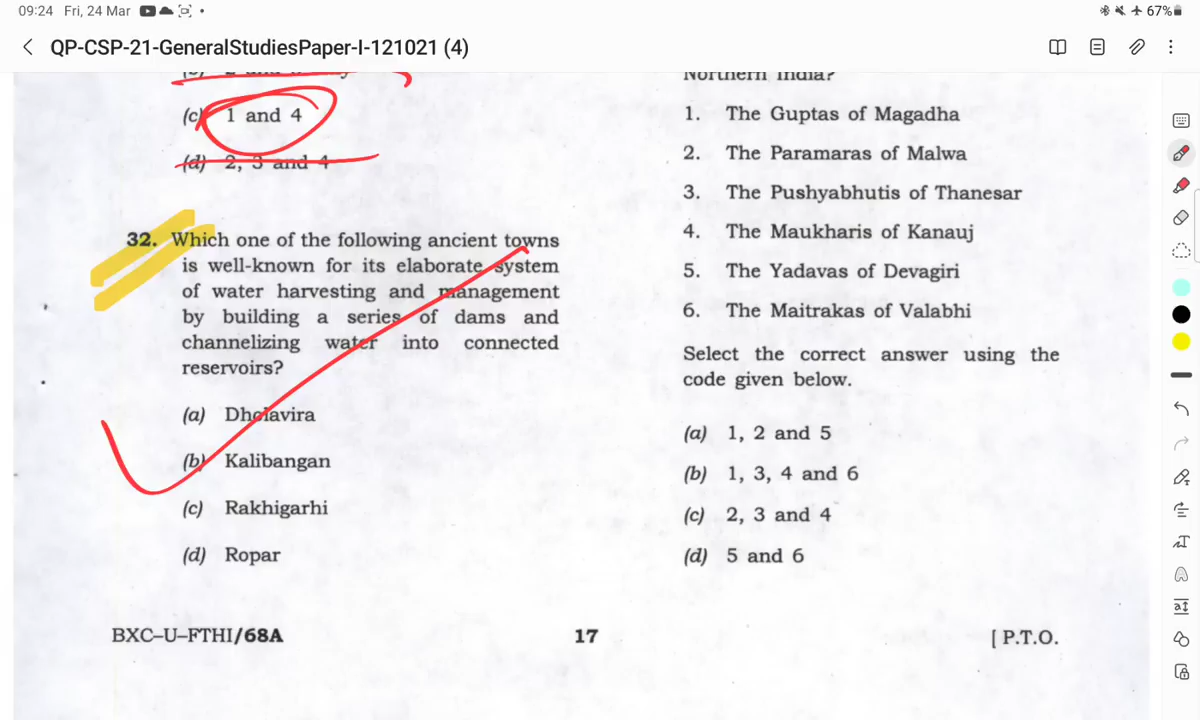 09:24 Fri, 24 Mar
67%
QP-CSP-21-GeneralStudiesPaper-I-121021 (4)
(c) 1 and 4
(d) 2, 3 and 4
32. Which one of the following ancient towns
is well-known for its elaborate system
of water harvesting and management
by building a series of dams and
channelizing water into connected
reservoirs?
(a) Dholavira
(b) Kalibangan
(c) Rakhigarhi
(d) Ropar
Northern India?
1. The Guptas of Magadha
2. The Paramaras of Malwa
3. The Pushyabhutis of Thanesar
4. The Maukharis of Kanauj
5. The Yadavas of Devagiri
6. The Maitrakas of Valabhi
Select the correct answer using the
code given below.
(a) 1, 2 and 5
(b) 1, 3, 4 and 6
(c) 2, 3 and 4
(d) 5 and 6
BXC–U–FTHI/68A
17
[ P.T.O.